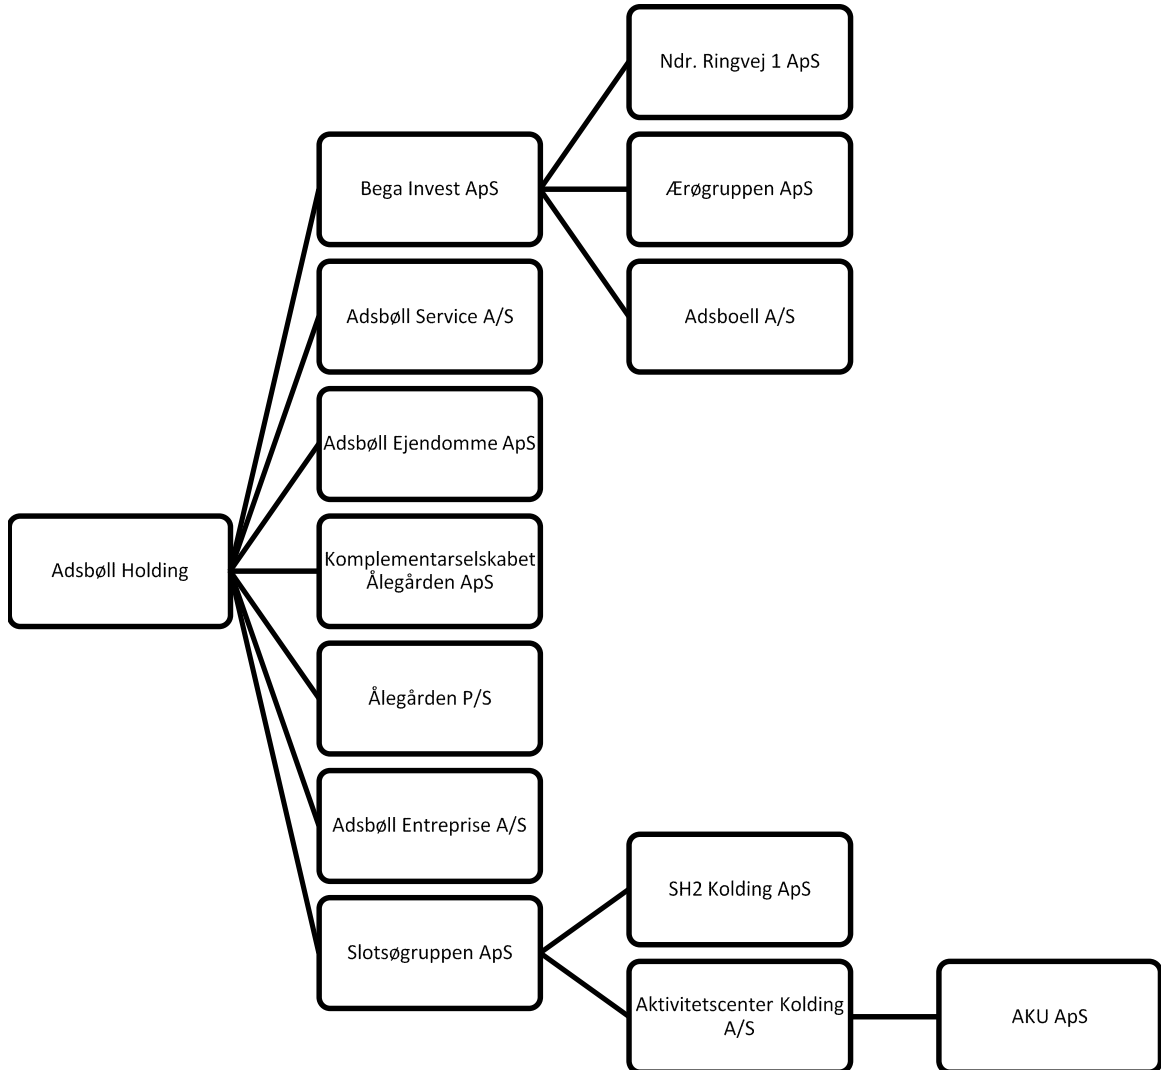 Ndr. Ringvej 1 ApS
Bega Invest ApS
Ærøgruppen ApS
Adsbøll Service A/S
Adsboell A/S
Adsbøll Ejendomme ApS
Adsbøll Holding
Komplementarselskabet
Ålegården ApS
Ålegården P/S
Adsbøll Entreprise A/S
SH2 Kolding ApS
Slotsøgruppen ApS
Aktivitetscenter Kolding
A/S
AKU ApS